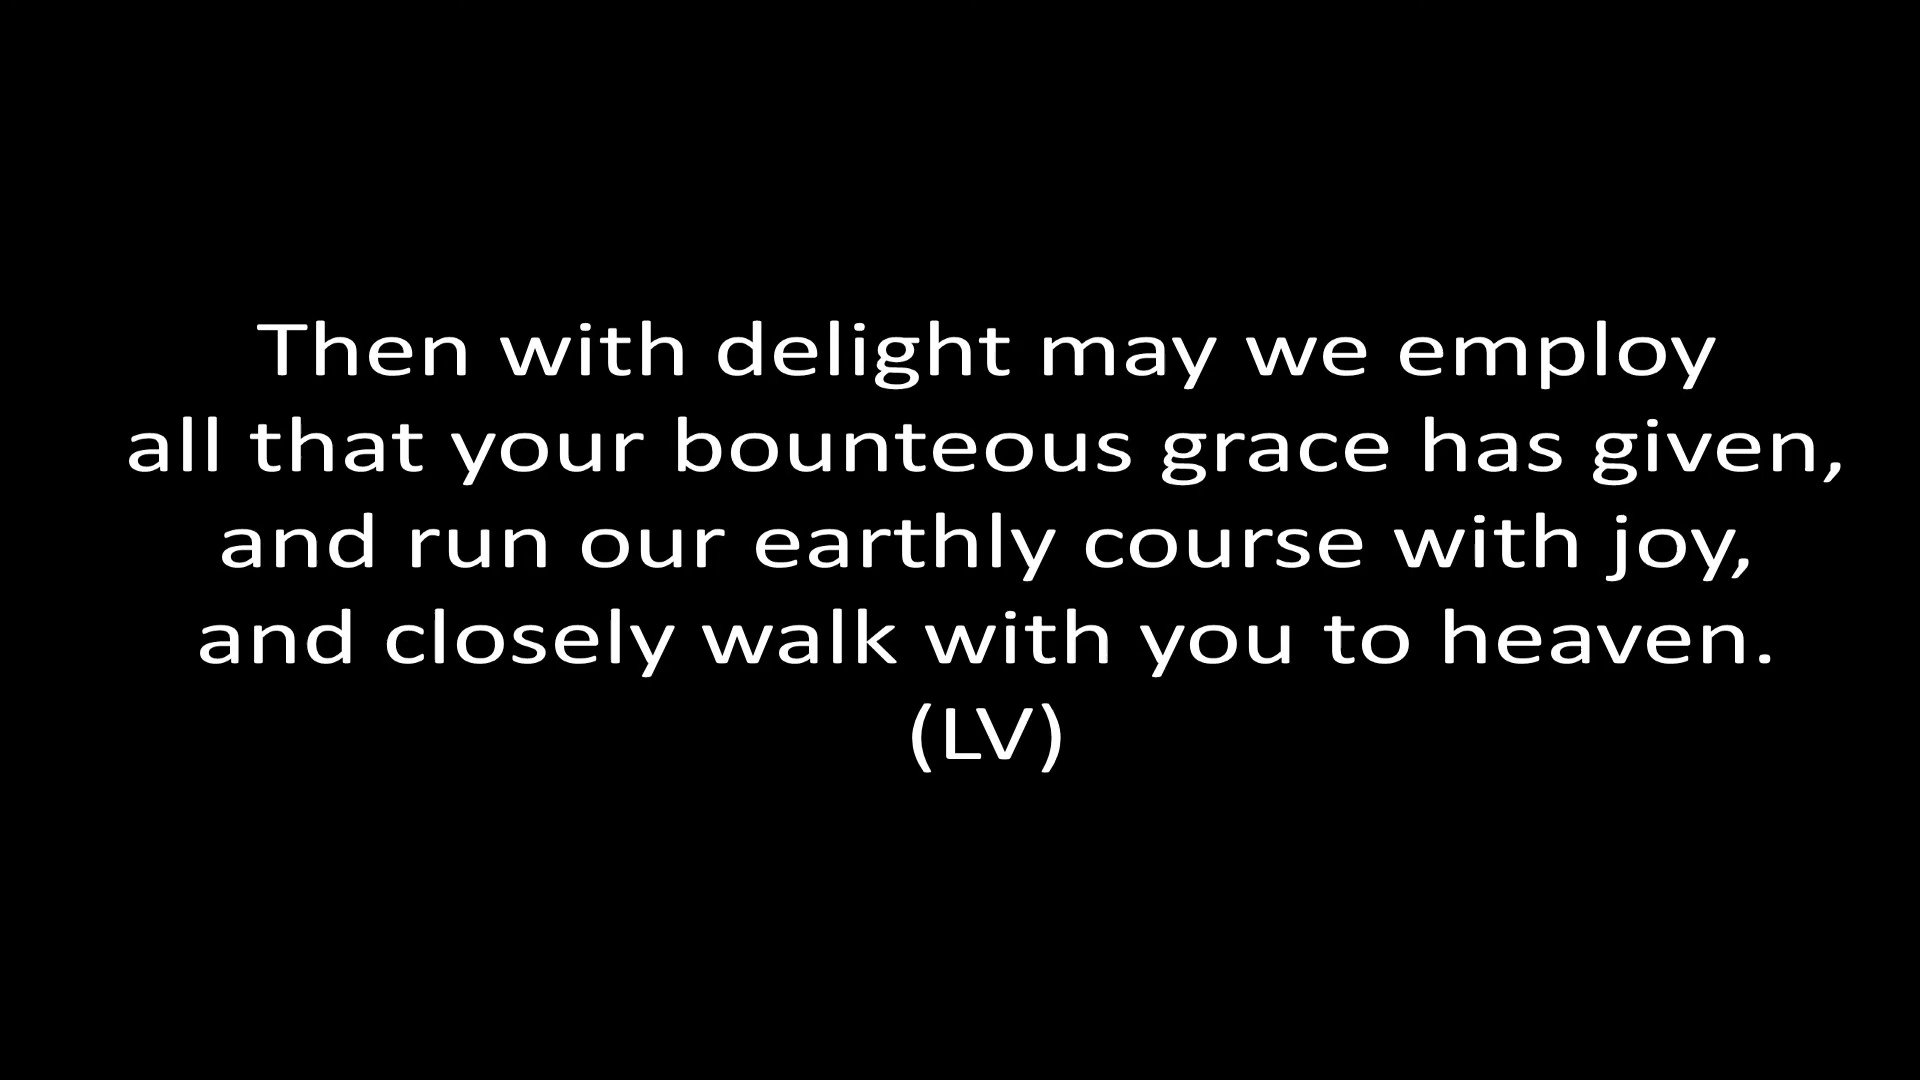 Then with delight may we employ
all that your bounteous grace has given,
and run our earthly course with joy,
and closely walk with you to heaven.
(LV)